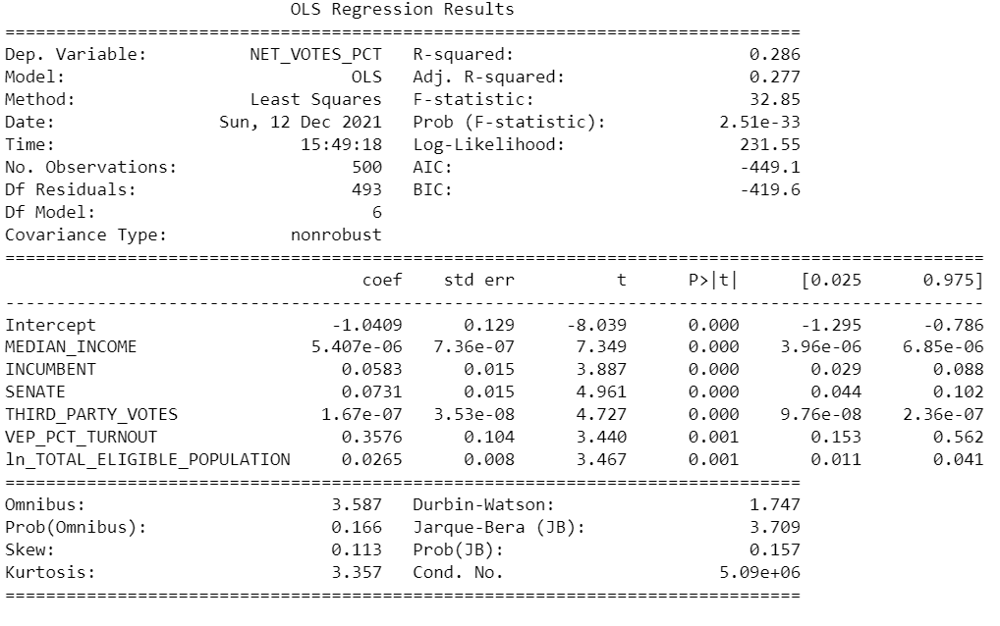 OLS Regression Results
==============================================================================
Dep. Variable: NET_VOTES_PCT R-squared: 0.286
Model: OLS Adj. R-squared: 0.277
Method: Least Squares F-statistic: 32.85
Date: Sun, 12 Dec 2021 Prob (F-statistic): 2.51e-33
Time: 15:49:18 Log-Likelihood: 231.55
No. Observations: 500 AIC: -449.1
Df Residuals: 493 BIC: -419.6
Df Model: 6
Covariance Type: nonrobust
================================================================================================
coef std err t P>|t| [0.025 0.975]
------------------------------------------------------------------------------------------------
Intercept -1.0409 0.129 -8.039 0.000 -1.295 -0.786
MEDIAN_INCOME 5.407e-06 7.36e-07 7.349 0.000 3.96e-06 6.85e-06
INCUMBENT 0.0583 0.015 3.887 0.000 0.029 0.088
SENATE 0.0731 0.015 4.961 0.000 0.044 0.102
THIRD_PARTY_VOTES 1.67e-07 3.53e-08 4.727 0.000 9.76e-08 2.36e-07
VEP_PCT_TURNOUT 0.3576 0.104 3.440 0.001 0.153 0.562
ln_TOTAL_ELIGIBLE_POPULATION 0.0265 0.008 3.467 0.001 0.011 0.041
==============================================================================
Omnibus: 3.587 Durbin-Watson: 1.747
Prob(Omnibus): 0.166 Jarque-Bera (JB): 3.709
Skew: 0.113 Prob(JB): 0.157
Kurtosis: 3.357 Cond. No. 5.09e+06
==============================================================================